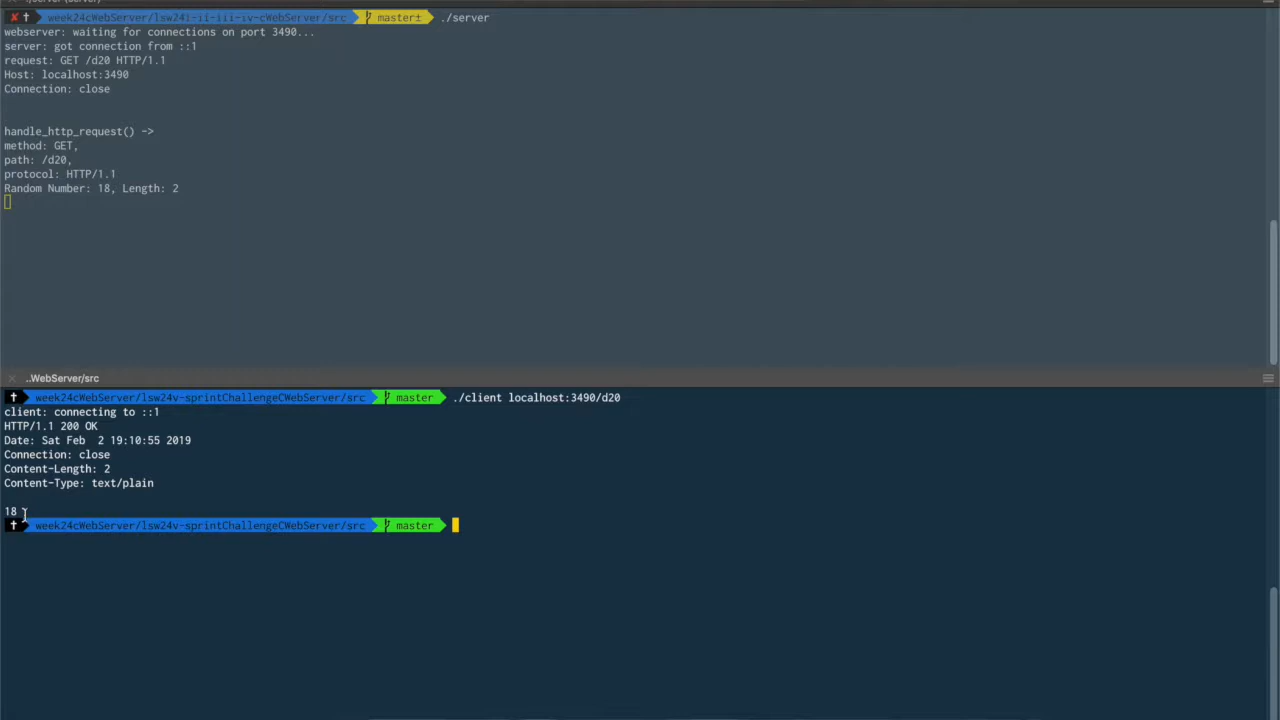 ✘ † week24cWebServer/lsw24i-ii-iii-iv-cWebServer/src master± ./server
webserver: waiting for connections on port 3490...
server: got connection from ::1
request: GET /d20 HTTP/1.1
Host: localhost:3490
Connection: close
handle_http_request() ->
method: GET,
path: /d20,
protocol: HTTP/1.1
Random Number: 18, Length: 2
..WebServer/src
† week24cWebServer/lsw24v-sprintChallengeCWebServer/src master ./client localhost:3490/d20
client: connecting to ::1
HTTP/1.1 200 OK
Date: Sat Feb  2 19:10:55 2019
Connection: close
Content-Length: 2
Content-Type: text/plain
18
† week24cWebServer/lsw24v-sprintChallengeCWebServer/src master